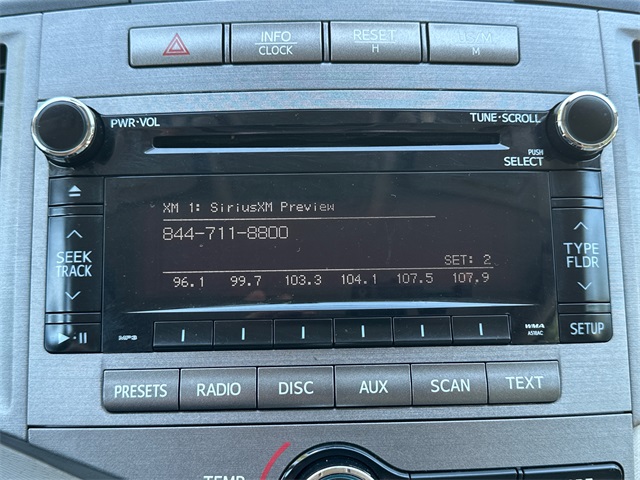 INFO
CLOCK
RESET
H
M
PWR·VOL
TUNE·SCROLL
PUSH
SELECT
XM 1: SiriusXM Preview
844-711-8800
SET: 2
96.1 99.7 103.3 104.1 107.5 107.9
SEEK
TRACK
TYPE
FLDR
MP3
WMA
A518AC
SETUP
PRESETS RADIO DISC AUX SCAN TEXT
TEMP